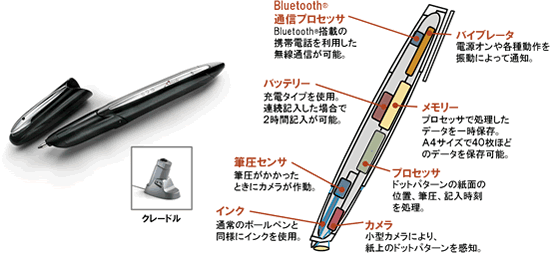 Bluetooth®
通信プロセッサ
Bluetooth®搭載の
携帯電話を利用した
無線通信が可能。
バイブレータ
電源オンや各種動作を
振動によって通知。
バッテリー
充電タイプを使用。
連続記入した場合で
2時間記入が可能。
メモリー
プロセッサで処理した
データを一時保存。
A4サイズで40枚ほど
のデータを保存可能。
筆圧センサ
筆圧がかかった
ときにカメラが作動。
プロセッサ
ドットパターンの紙面の
位置、筆圧、記入時刻
を処理。
インク
通常のボールペンと
同様にインクを使用。
カメラ
小型カメラにより、
紙上のドットパターンを感知。
クレードル